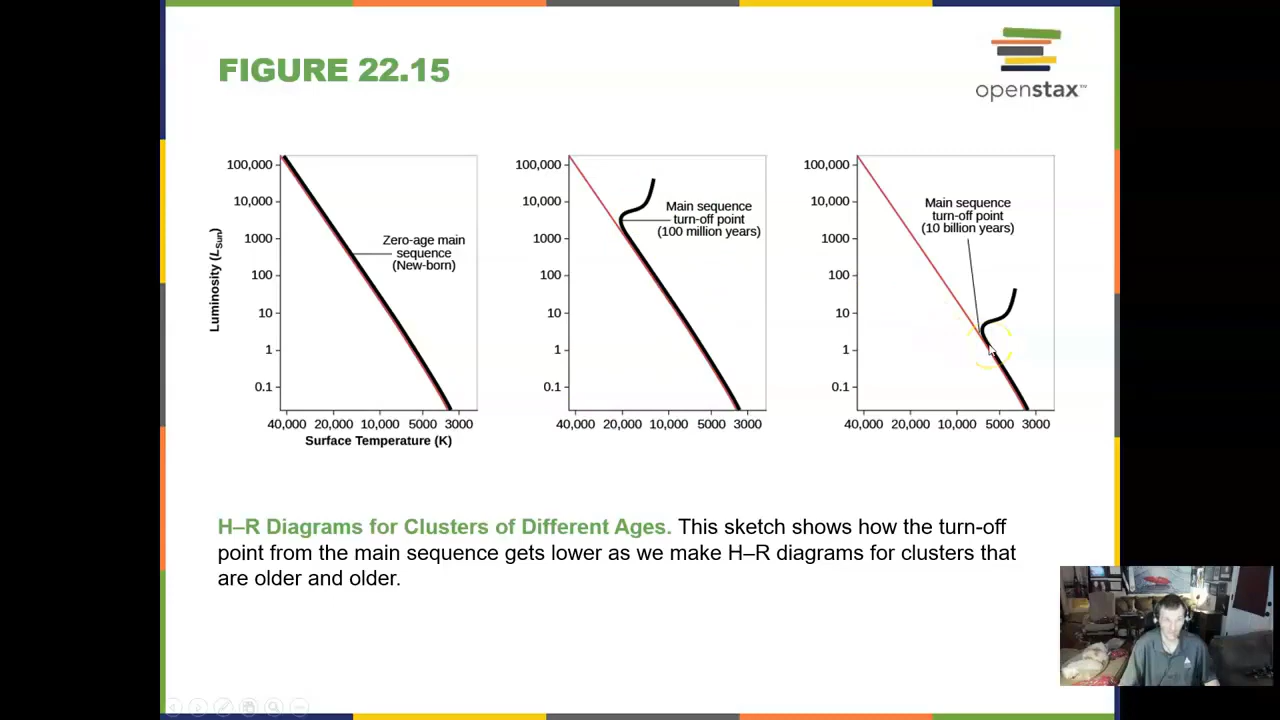 FIGURE 22.15
openstax™
100,000
10,000
1000
100
10
1
0.1
Luminosity (LSun)
40,000 20,000 10,000 5000 3000
Surface Temperature (K)
Zero-age main
sequence
(New-born)
100,000
10,000
1000
100
10
1
0.1
40,000 20,000 10,000 5000 3000
Main sequence
turn-off point
(100 million years)
100,000
10,000
1000
100
10
1
0.1
40,000 20,000 10,000 5000 3000
Main sequence
turn-off point
(10 billion years)
H–R Diagrams for Clusters of Different Ages. This sketch shows how the turn-off
point from the main sequence gets lower as we make H–R diagrams for clusters that
are older and older.